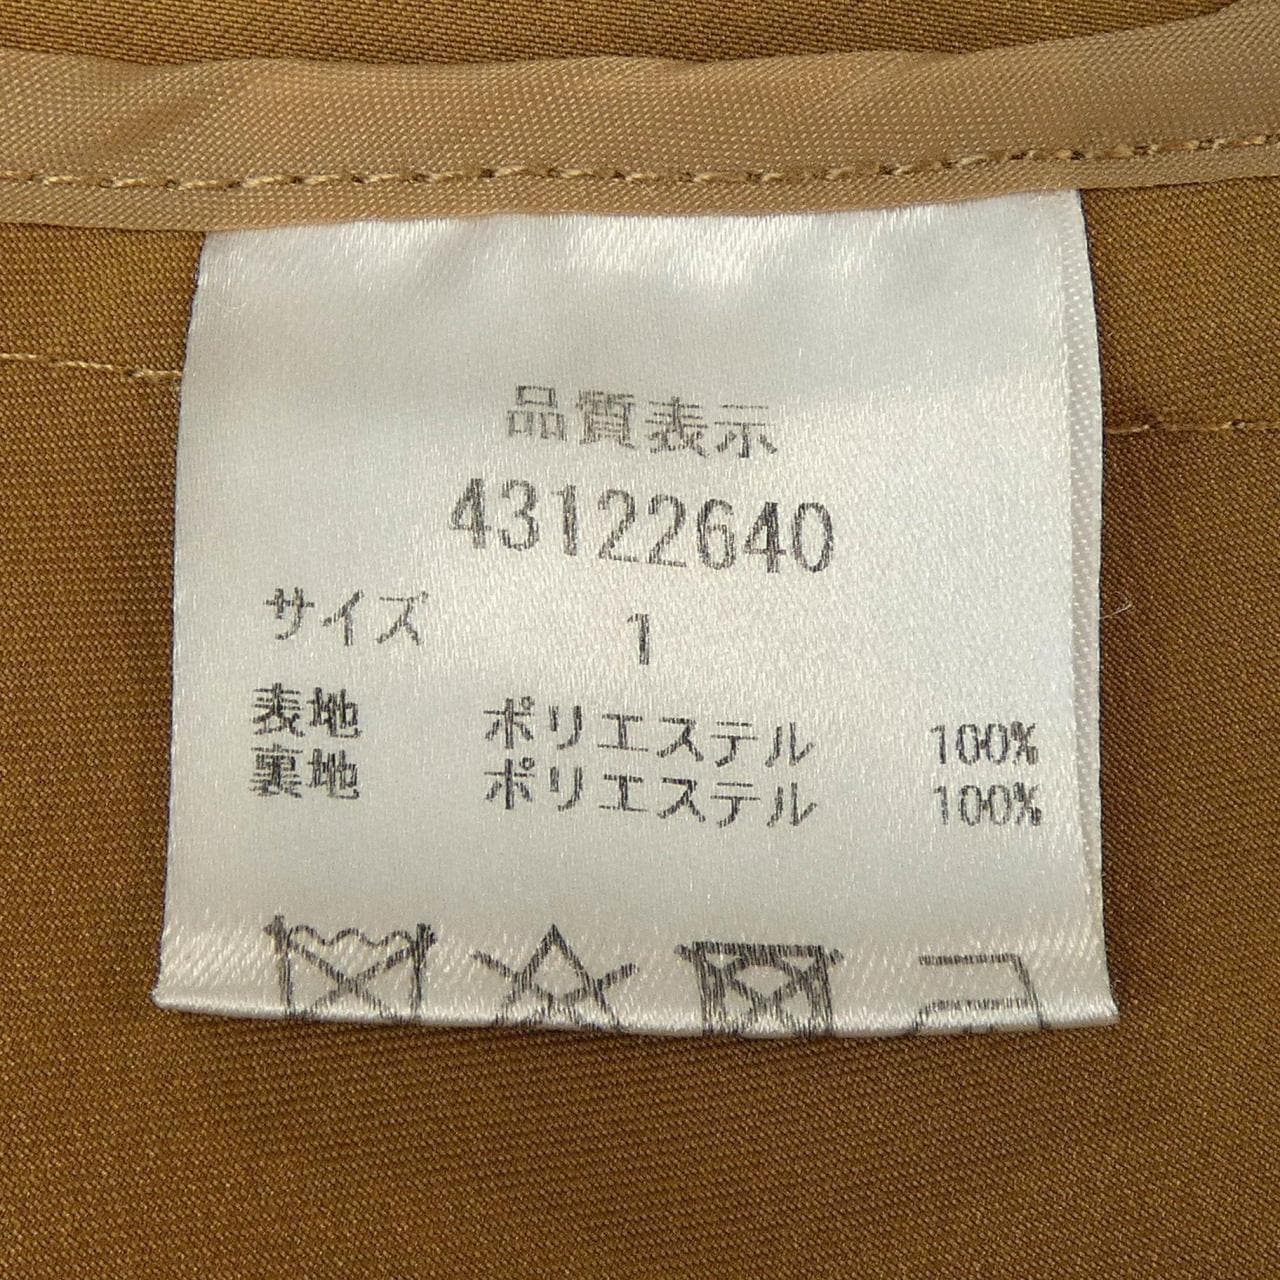 品質表示
43122640
サイズ 1
表地 ポリエステル 100%
裏地 ポリエステル 100%